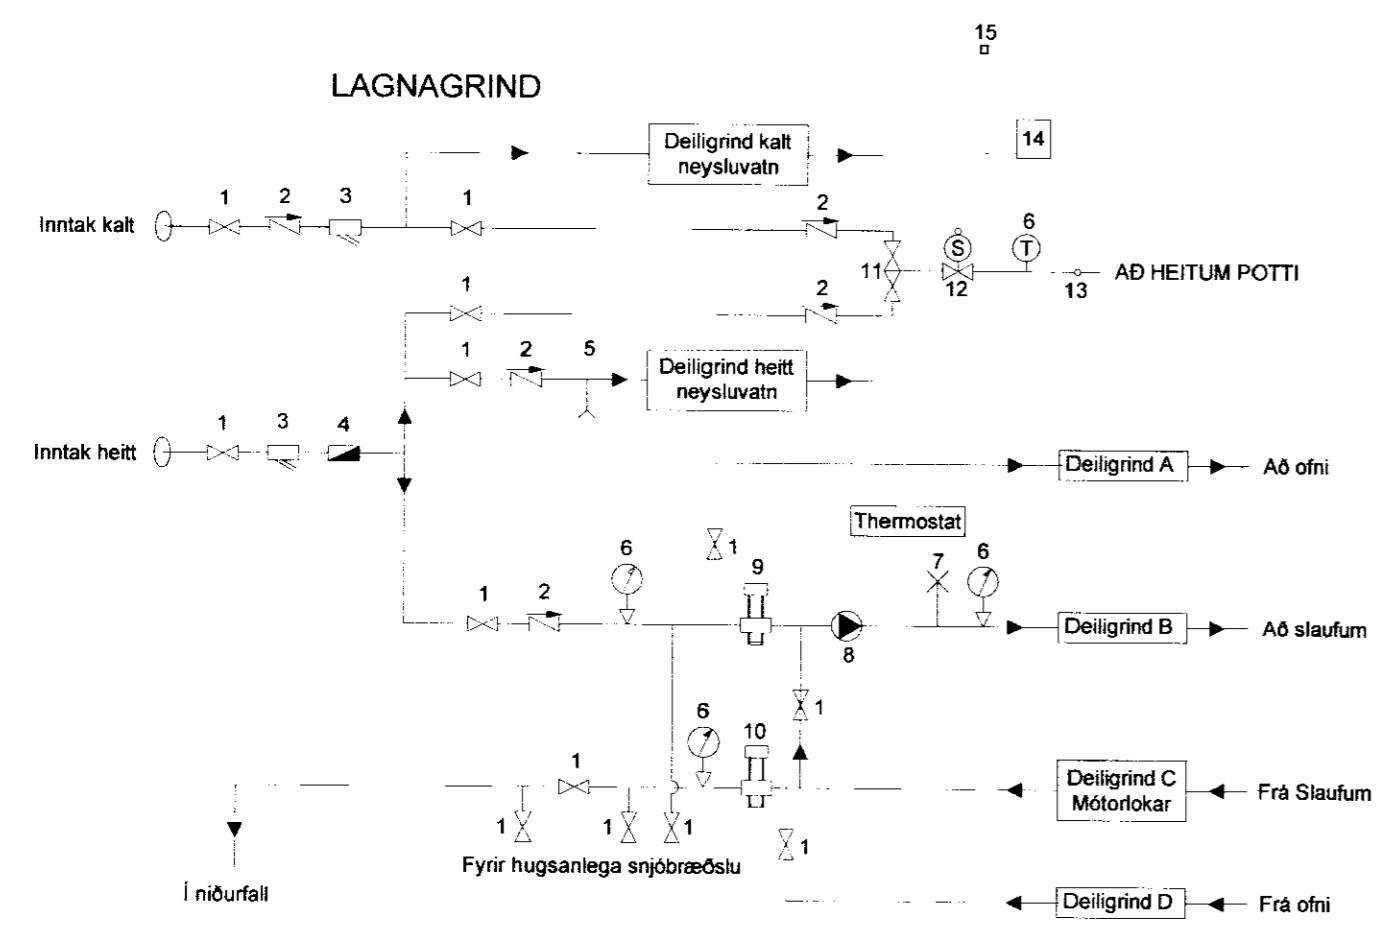 15
LAGNAGRIND
Deiligrind kalt
neysluvatn
14
Inntak kalt
1
2
3
1
2
6
S
T
11
12
13
AÐ HEITUM POTTI
1
2
1
2
5
Deiligrind heitt
neysluvatn
Inntak heitt
1
3
4
Deiligrind A
Að ofni
Thermostat
1
6
9
7
6
1
2
8
Deiligrind B
Að slaufum
1
6
10
1
Deiligrind C
Mótorlokar
Frá Slaufum
1
1
1
1
Fyrir hugsanlega snjóbræðslu
Í niðurfall
Deiligrind D
Frá ofni